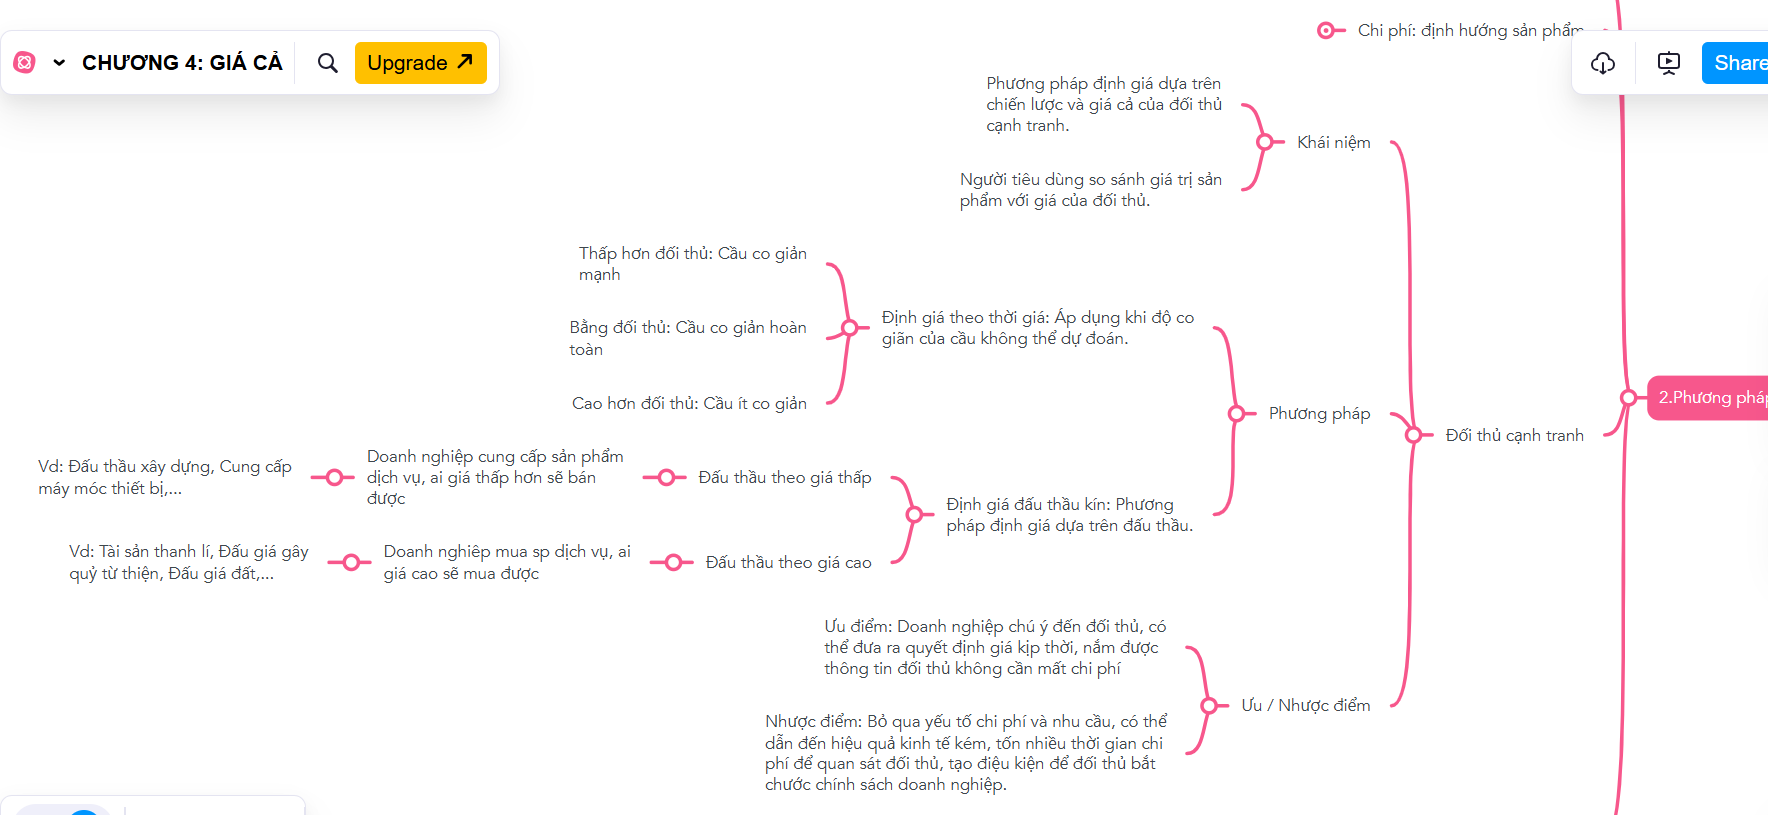 CHƯƠNG 4: GIÁ CẢ
Upgrade
Share
Chi phí: định hướng sản phẩm
Phương pháp định giá dựa trên
chiến lược và giá cả của đối thủ
cạnh tranh.
Khái niệm
Người tiêu dùng so sánh giá trị sản
phẩm với giá của đối thủ.
Thấp hơn đối thủ: Cầu co giản
mạnh
Bằng đối thủ: Cầu co giản hoàn
toàn
Cao hơn đối thủ: Cầu ít co giản
Định giá theo thời giá: Áp dụng khi độ co
giãn của cầu không thể dự đoán.
Phương pháp
2.Phương pháp
Đối thủ cạnh tranh
Vd: Đấu thầu xây dựng, Cung cấp
máy móc thiết bị,...
Doanh nghiệp cung cấp sản phẩm
dịch vụ, ai giá thấp hơn sẽ bán
được
Đấu thầu theo giá thấp
Định giá đấu thầu kín: Phương
pháp định giá dựa trên đấu thầu.
Vd: Tài sản thanh lí, Đấu giá gây
quỷ từ thiện, Đấu giá đất,...
Doanh nghiêp mua sp dịch vụ, ai
giá cao sẽ mua được
Đấu thầu theo giá cao
Ưu điểm: Doanh nghiệp chú ý đến đối thủ, có
thể đưa ra quyết định giá kịp thời, nắm được
thông tin đối thủ không cần mất chi phí
Ưu / Nhược điểm
Nhược điểm: Bỏ qua yếu tố chi phí và nhu cầu, có thể
dẫn đến hiệu quả kinh tế kém, tốn nhiều thời gian chi
phí để quan sát đối thủ, tạo điệu kiện để đối thủ bắt
chước chính sách doanh nghiệp.